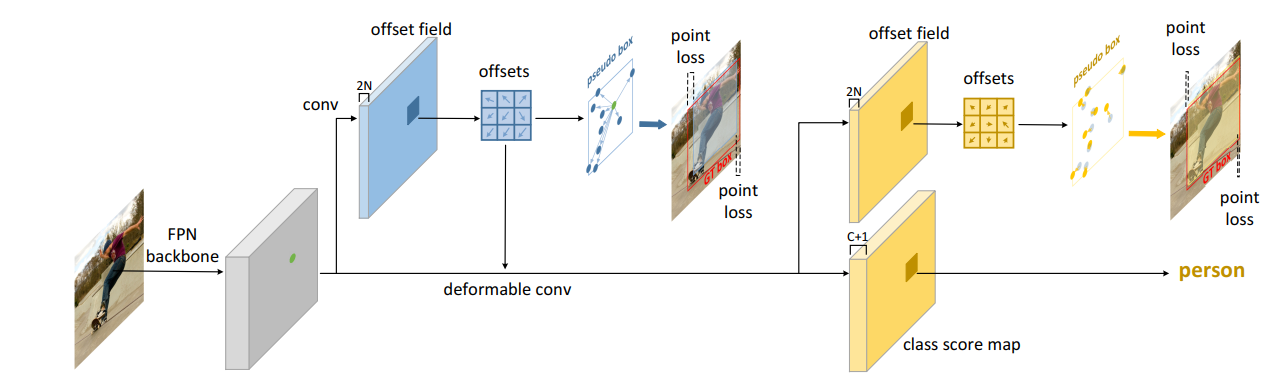 offset field
2N
conv
offsets
pseudo box
point
loss
GT box
point
loss
FPN
backbone
deformable conv
offset field
2N
offsets
pseudo box
point
loss
GT box
point
loss
C+1
person
class score map